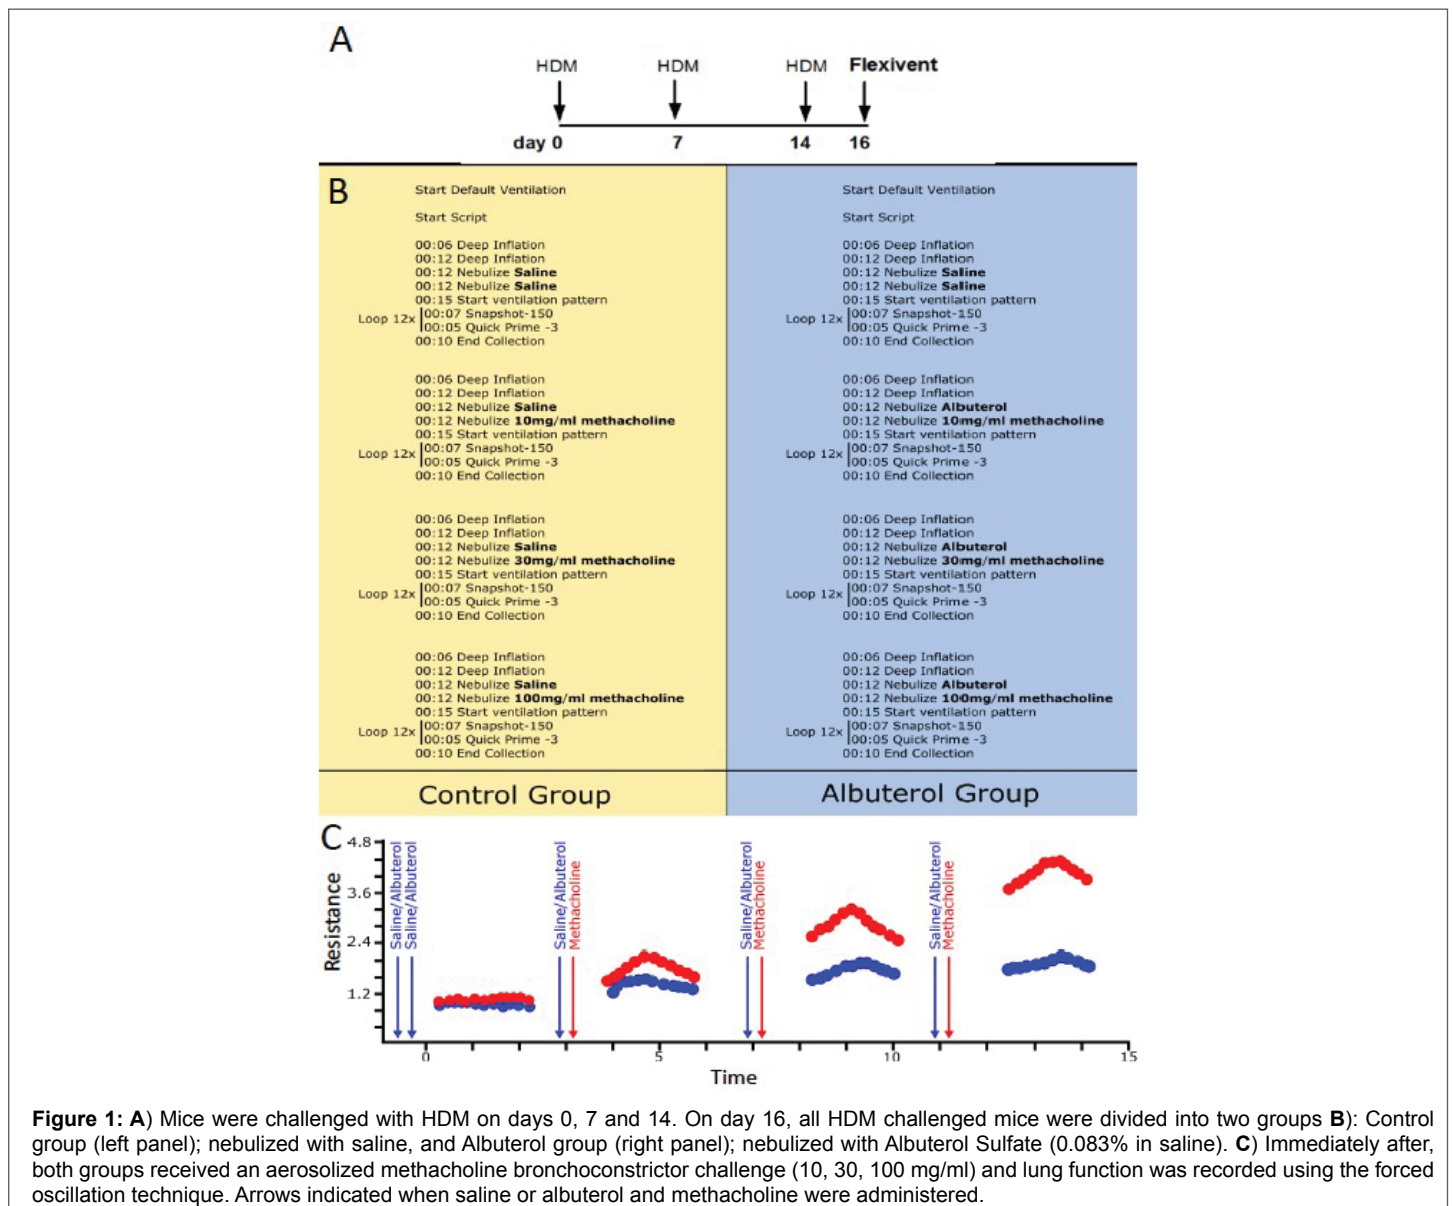 A
HDM HDM HDM Flexivent
day 0 7 14 16
B
Start Default Ventilation
Start Script
00:06 Deep Inflation
00:12 Deep Inflation
00:12 Nebulize Saline
00:12 Nebulize Saline
00:15 Start ventilation pattern
Loop 12x
00:07 Snapshot-150
00:05 Quick Prime -3
00:10 End Collection
00:06 Deep Inflation
00:12 Deep Inflation
00:12 Nebulize Saline
00:12 Nebulize 10mg/ml methacholine
00:15 Start ventilation pattern
Loop 12x
00:07 Snapshot-150
00:05 Quick Prime -3
00:10 End Collection
00:06 Deep Inflation
00:12 Deep Inflation
00:12 Nebulize Saline
00:12 Nebulize 30mg/ml methacholine
00:15 Start ventilation pattern
Loop 12x
00:07 Snapshot-150
00:05 Quick Prime -3
00:10 End Collection
00:06 Deep Inflation
00:12 Deep Inflation
00:12 Nebulize Saline
00:12 Nebulize 100mg/ml methacholine
00:15 Start ventilation pattern
Loop 12x
00:07 Snapshot-150
00:05 Quick Prime -3
00:10 End Collection
Control Group
Start Default Ventillation
Start Script
00:06 Deep Inflation
00:12 Deep Inflation
00:12 Nebulize Saline
00:12 Nebulize Saline
00:15 Start ventilation pattern
Loop 12x
00:07 Snapshot-150
00:05 Quick Prime -3
00:10 End Collection
00:06 Deep Inflation
00:12 Deep Inflation
00:12 Nebulize Albuterol
00:12 Nebulize 10mg/ml methacholine
00:15 Start ventilation pattern
Loop 12x
00:07 Snapshot-150
00:05 Quick Prime -3
00:10 End Collection
00:06 Deep Inflation
00:12 Deep Inflation
00:12 Nebulize Albuterol
00:12 Nebulize 30mg/ml methacholine
00:15 Start ventilation pattern
Loop 12x
00:07 Snapshot-150
00:05 Quick Prime -3
00:10 End Collection
00:06 Deep Inflation
00:12 Deep Inflation
00:12 Nebulize Albuterol
00:12 Nebulize 100mg/ml methacholine
00:15 Start ventilation pattern
Loop 12x
00:07 Snapshot-150
00:05 Quick Prime -3
00:10 End Collection
Albuterol Group
C
Resistance
4.8
3.6
2.4
1.2
Saline/Albuterol
Saline/Albuterol
Saline/Albuterol
Methacholine
Saline/Albuterol
Methacholine
Saline/Albuterol
Methacholine
0 5 10 15
Time
Figure 1: A) Mice were challenged with HDM on days 0, 7 and 14. On day 16, all HDM challenged mice were divided into two groups B): Control
group (left panel); nebulized with saline, and Albuterol group (right panel); nebulized with Albuterol Sulfate (0.083% in saline). C) Immediately after,
both groups received an aerosolized methacholine bronchoconstrictor challenge (10, 30, 100 mg/ml) and lung function was recorded using the forced
oscillation technique. Arrows indicated when saline or albuterol and methacholine were administered.